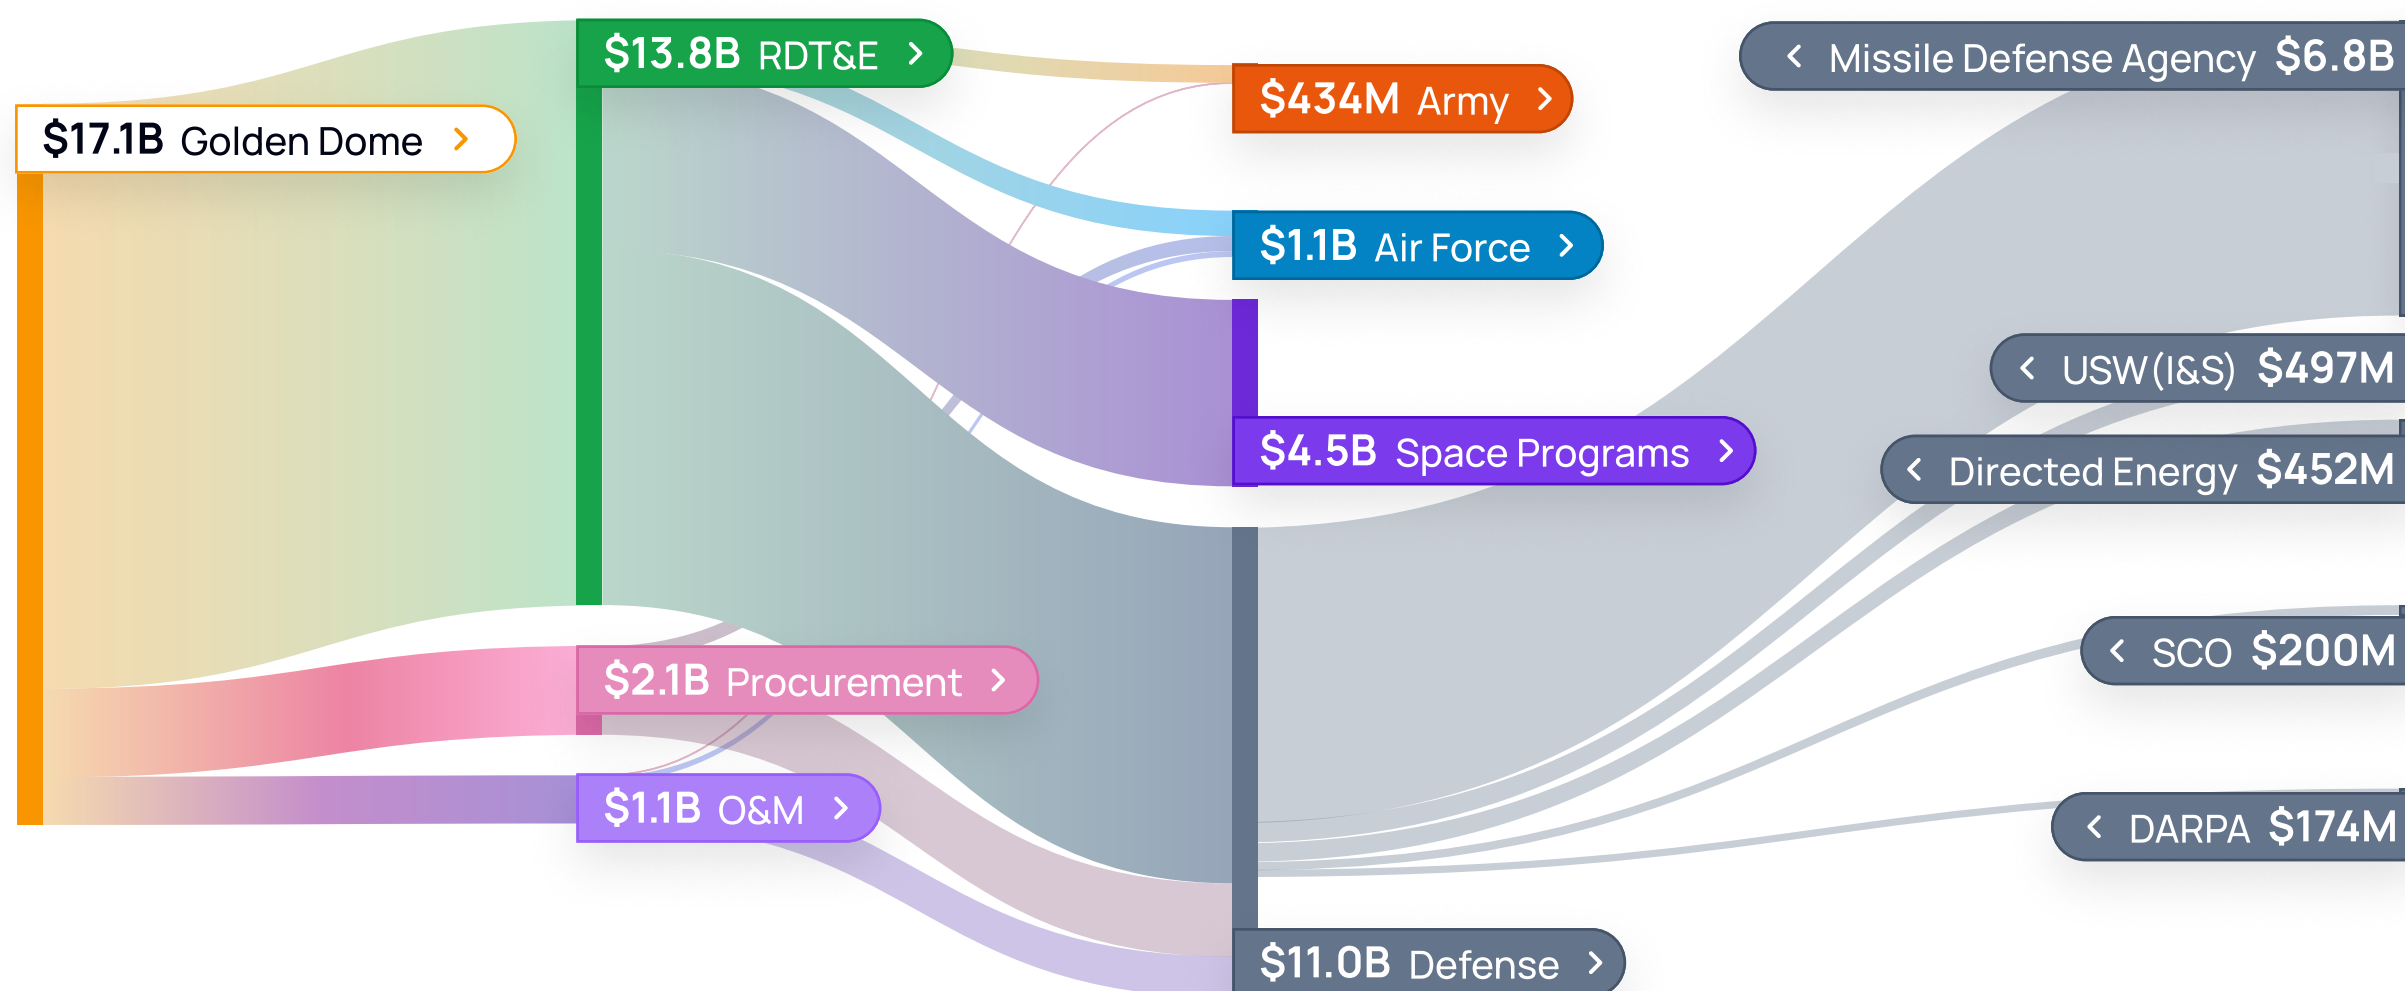 $17.1B Golden Dome
$13.8B RDT&E
$2.1B Procurement
$1.1B O&M
$434M Army
$1.1B Air Force
$4.5B Space Programs
$11.0B Defense
Missile Defense Agency $6.8B
USW(I&S) $497M
Directed Energy $452M
SCO $200M
DARPA $174M